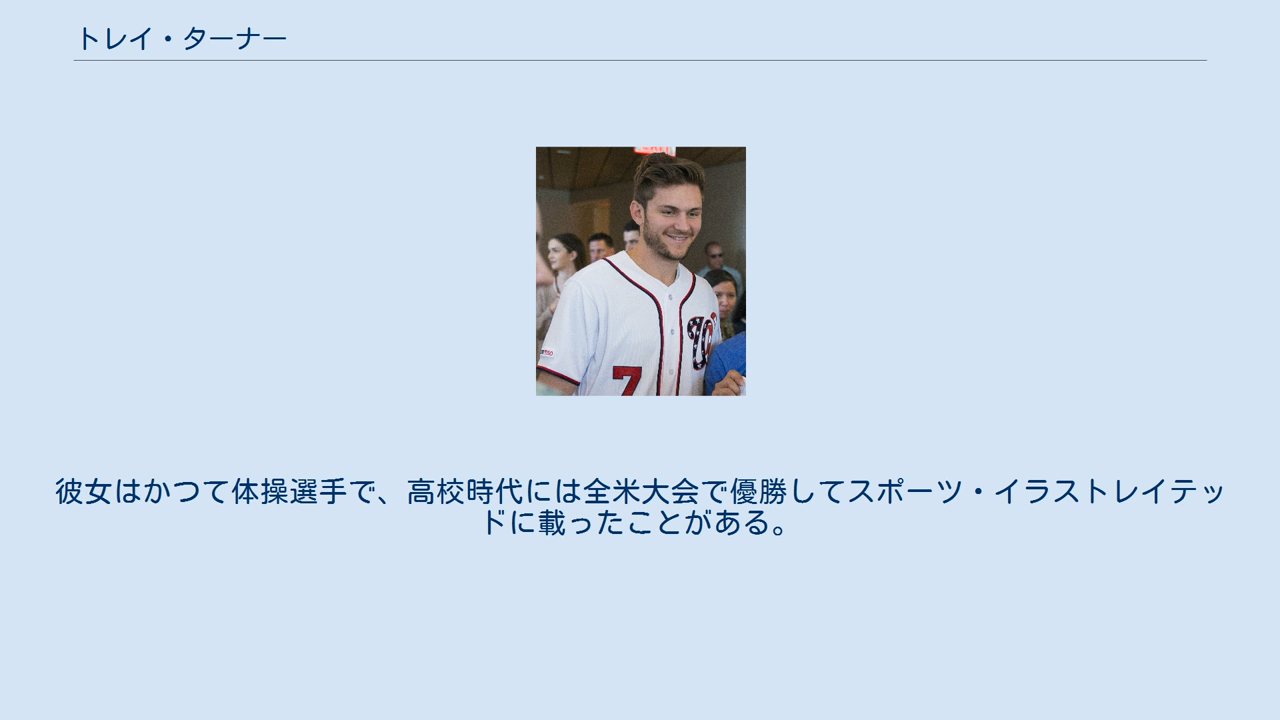 トレイ・ターナー
7
彼女はかつて体操選手で、高校時代には全米大会で優勝してスポーツ・イラストレイテッ
ドに載ったことがある。